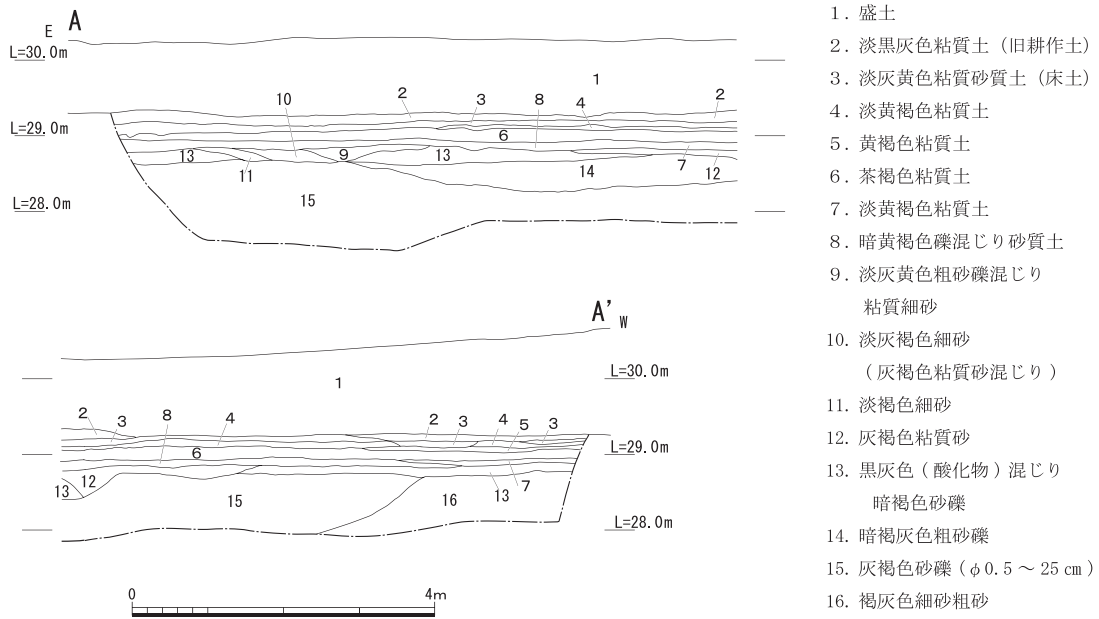 E A
L=30.0m
1
10 2 3 8 4 2
L=29.0m
6
13 9 13
11 14 7 12
15
L=28.0m
A' W
L=30.0m
1
2 3 8 4 2 3 4 5 3
L=29.0m
6
12
13 15 16 13 7
L=28.0m
0 4m
1. 盛土
2. 淡黒灰色粘質土（旧耕作土）
3. 淡灰黄色粘質砂質土（床土）
4. 淡黄褐色粘質土
5. 黄褐色粘質土
6. 茶褐色粘質土
7. 淡黄褐色粘質土
8. 暗黄褐色礫混じり砂質土
9. 淡灰黄色粗砂礫混じり
粘質細砂
10. 淡灰褐色細砂
（灰褐色粘質砂混じり）
11. 淡褐色細砂
12. 灰褐色粘質砂
13. 黒灰色（酸化物）混じり
暗褐色砂礫
14. 暗褐灰色粗砂礫
15. 灰褐色砂礫（φ0.5～25㎝）
16. 褐灰色細砂粗砂